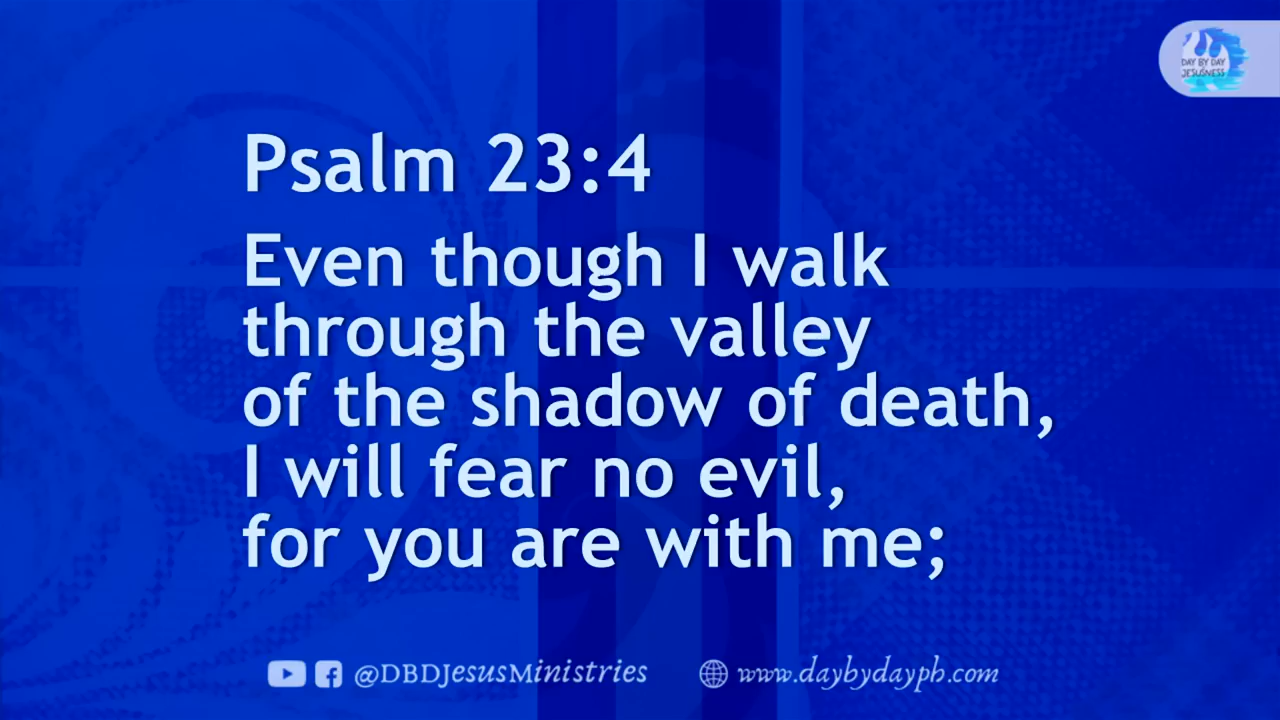 DAY BY DAY
JESUSNESS
Psalm 23:4
Even though I walk
through the valley
of the shadow of death,
I will fear no evil,
for you are with me;
@DBDJesusMinistries
www.daybydayph.com